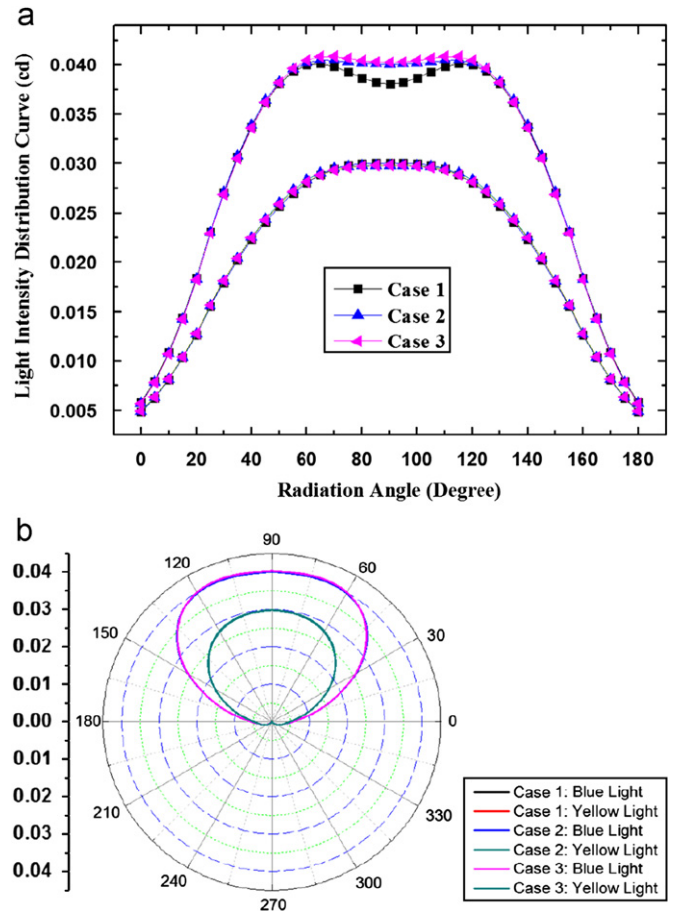 a
Light Intensity Distribution Curve (cd)
0.040
0.035
0.030
0.025
0.020
0.015
0.010
0.005
Case 1
Case 2
Case 3
0 20 40 60 80 100 120 140 160 180
Radiation Angle (Degree)
b
0.04
0.03
0.02
0.01
0.00
0.01
0.02
0.03
0.04
90
120 60
150 30
180 0
210 330
240 300
270
Case 1: Blue Light
Case 1: Yellow Light
Case 2: Blue Light
Case 2: Yellow Light
Case 3: Blue Light
Case 3: Yellow Light